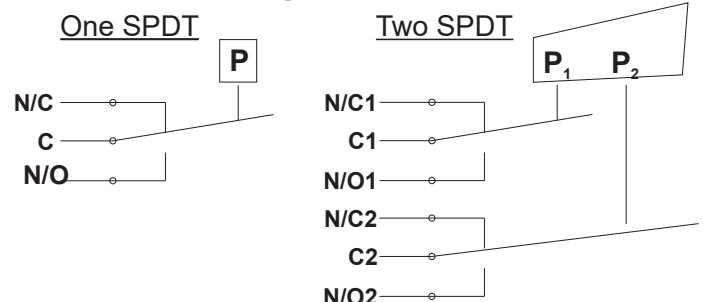 One SPDT
P
N/C
C
N/O
Two SPDT
P1 P2
N/C1
C1
N/O1
N/C2
C2
N/O2